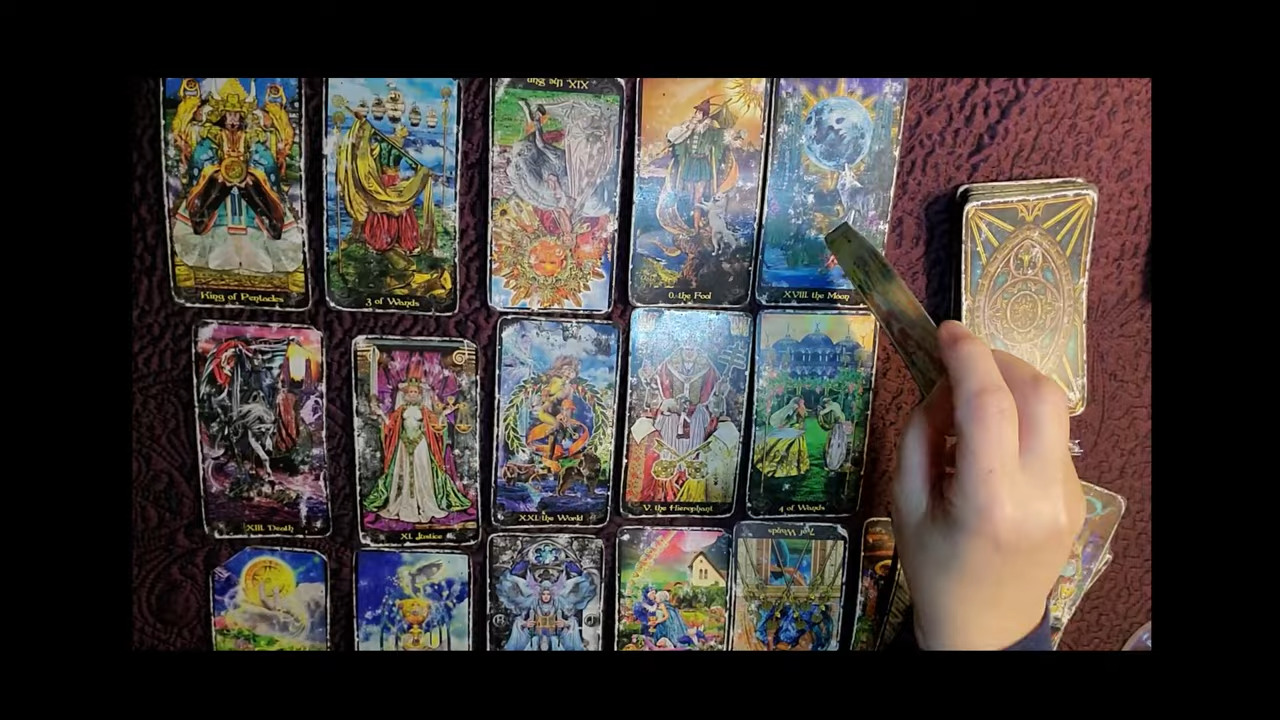 King of Pentacles
3 of Wands
XIX. the Sun
0. the Fool
XVIII. the Moon
XIII. Death
XI. Justice
XXI. the World
V. the Hierophant
4 of Wands